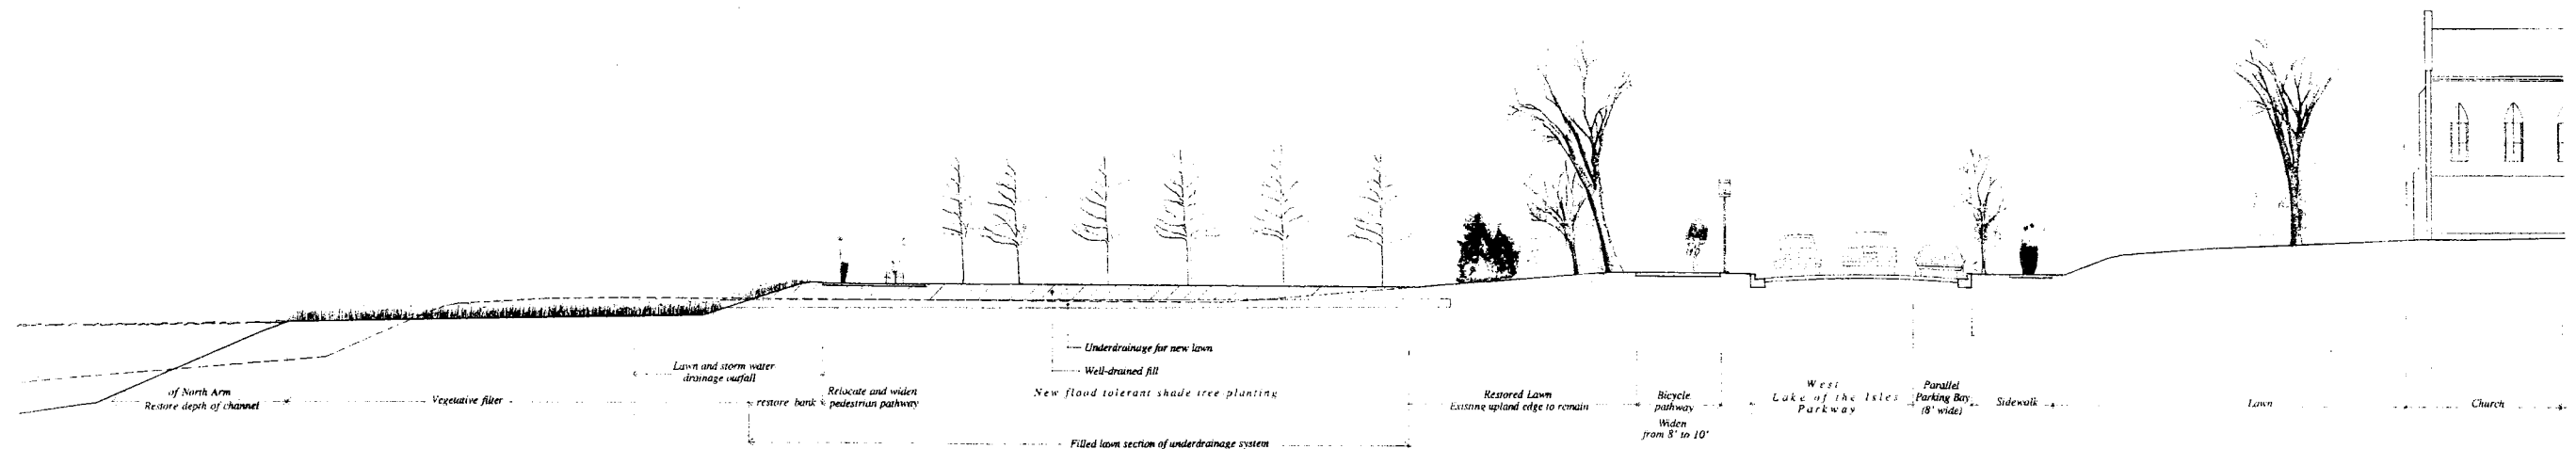 Underdrainage for new lawn
Well-drained fill
Lawn and storm water
drainage outfall
of North Arm
Restore depth of channel
Vegetative filter
restore bank
Relocate and widen
pedestrian pathway
New flood tolerant shade tree planting
Restored Lawn
Existing upland edge to remain
Bicycle
pathway
Widen
from 8' to 10'
West
Lake of the Isles
Parkway
Parallel
Parking Bay
(8' wide)
Sidewalk
Lawn
Church
Filled lawn section of underdrainage system